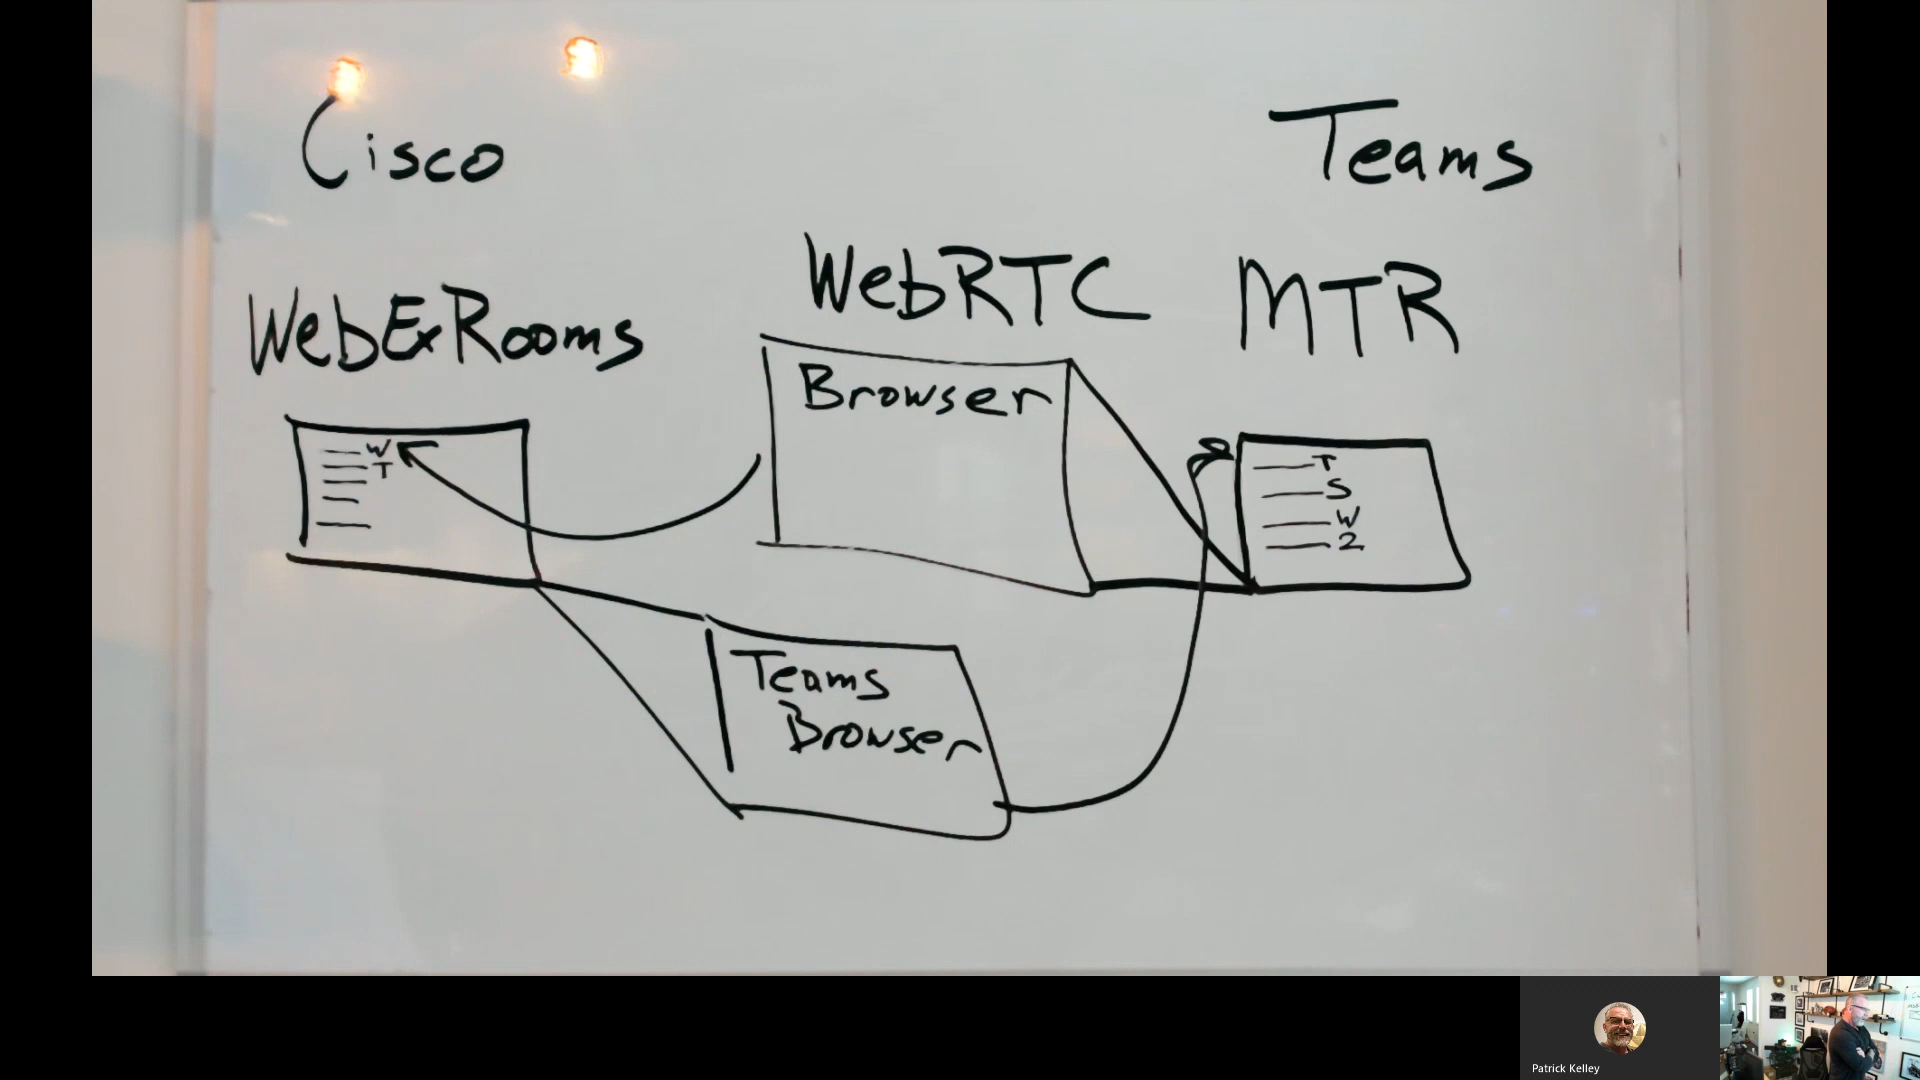 Cisco
Teams
WebRTC
MTR
WebExRooms
Browser
W
T
T
S
W
Z
Teams
Browser
Patrick Kelley